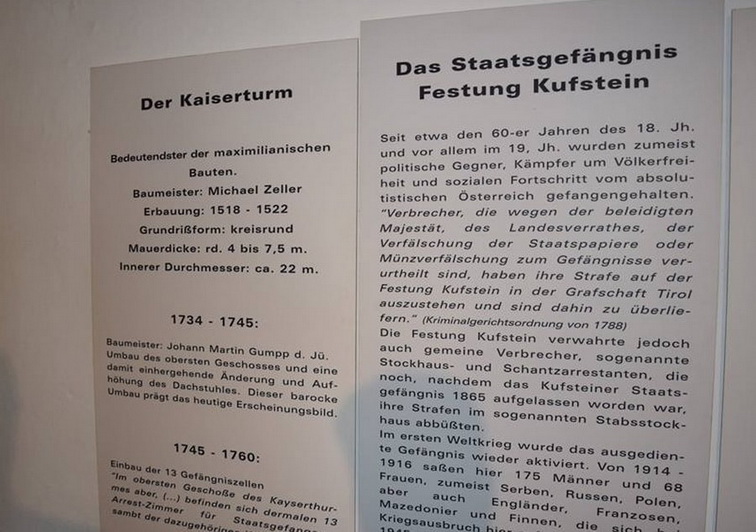 Der Kaiserturm
Bedeutendster der maximilianischen
Bauten.
Baumeister: Michael Zeller
Erbauung: 1518 - 1522
Grundrißform: kreisrund
Mauerdicke: rd. 4 bis 7,5 m.
Innerer Durchmesser: ca. 22 m.
1734 - 1745:
Baumeister: Johann Martin Gumpp d. Jü.
Umbau des obersten Geschosses und eine
damit einhergehende Änderung und Auf-
höhung des Dachstuhles. Dieser barocke
Umbau prägt das heutige Erscheinungsbild.
1745 - 1760:
Einbau der 13 Gefängniszellen
"Im obersten Geschoße des Kayserthur-
mes aber, (...) befinden sich dermalen 13
Arrest-Zimmer für Staatsgefang
sambt der dazugehörigen
Das Staatsgefängnis
Festung Kufstein
Seit etwa den 60-er Jahren des 18. Jh.
und vor allem im 19, Jh. wurden zumeist
politische Gegner, Kämpfer um Völkerfrei-
heit und sozialen Fortschritt vom absolu-
tistischen Österreich gefangengehalten.
"Verbrecher, die wegen der beleidigten
Majestät, des Landesverrathes, der
Verfälschung der Staatspapiere oder
Münzverfälschung zum Gefängnisse ver-
urtheilt sind, haben ihre Strafe auf der
Festung Kufstein in der Grafschaft Tirol
auszustehen und sind dahin zu überlie-
fern." (Kriminalgerichtsordnung von 1788)
Die Festung Kufstein verwahrte jedoch
auch gemeine Verbrecher, sogenannte
Stockhaus- und Schantzarrestanten, die
noch, nachdem das Kufsteiner Staats-
gefängnis 1865 aufgelassen worden war,
ihre Strafen im sogenannten Stabsstock-
haus abbüßten.
Im ersten Weltkrieg wurde das ausgedien-
te Gefängnis wieder aktiviert. Von 1914 -
1916 saßen hier 175 Männer und 68
Frauen, zumeist Serben, Russen, Polen,
aber auch Engländer, Franzosen,
Mazedonier und Finnen, die sich
Kriegsausbruch